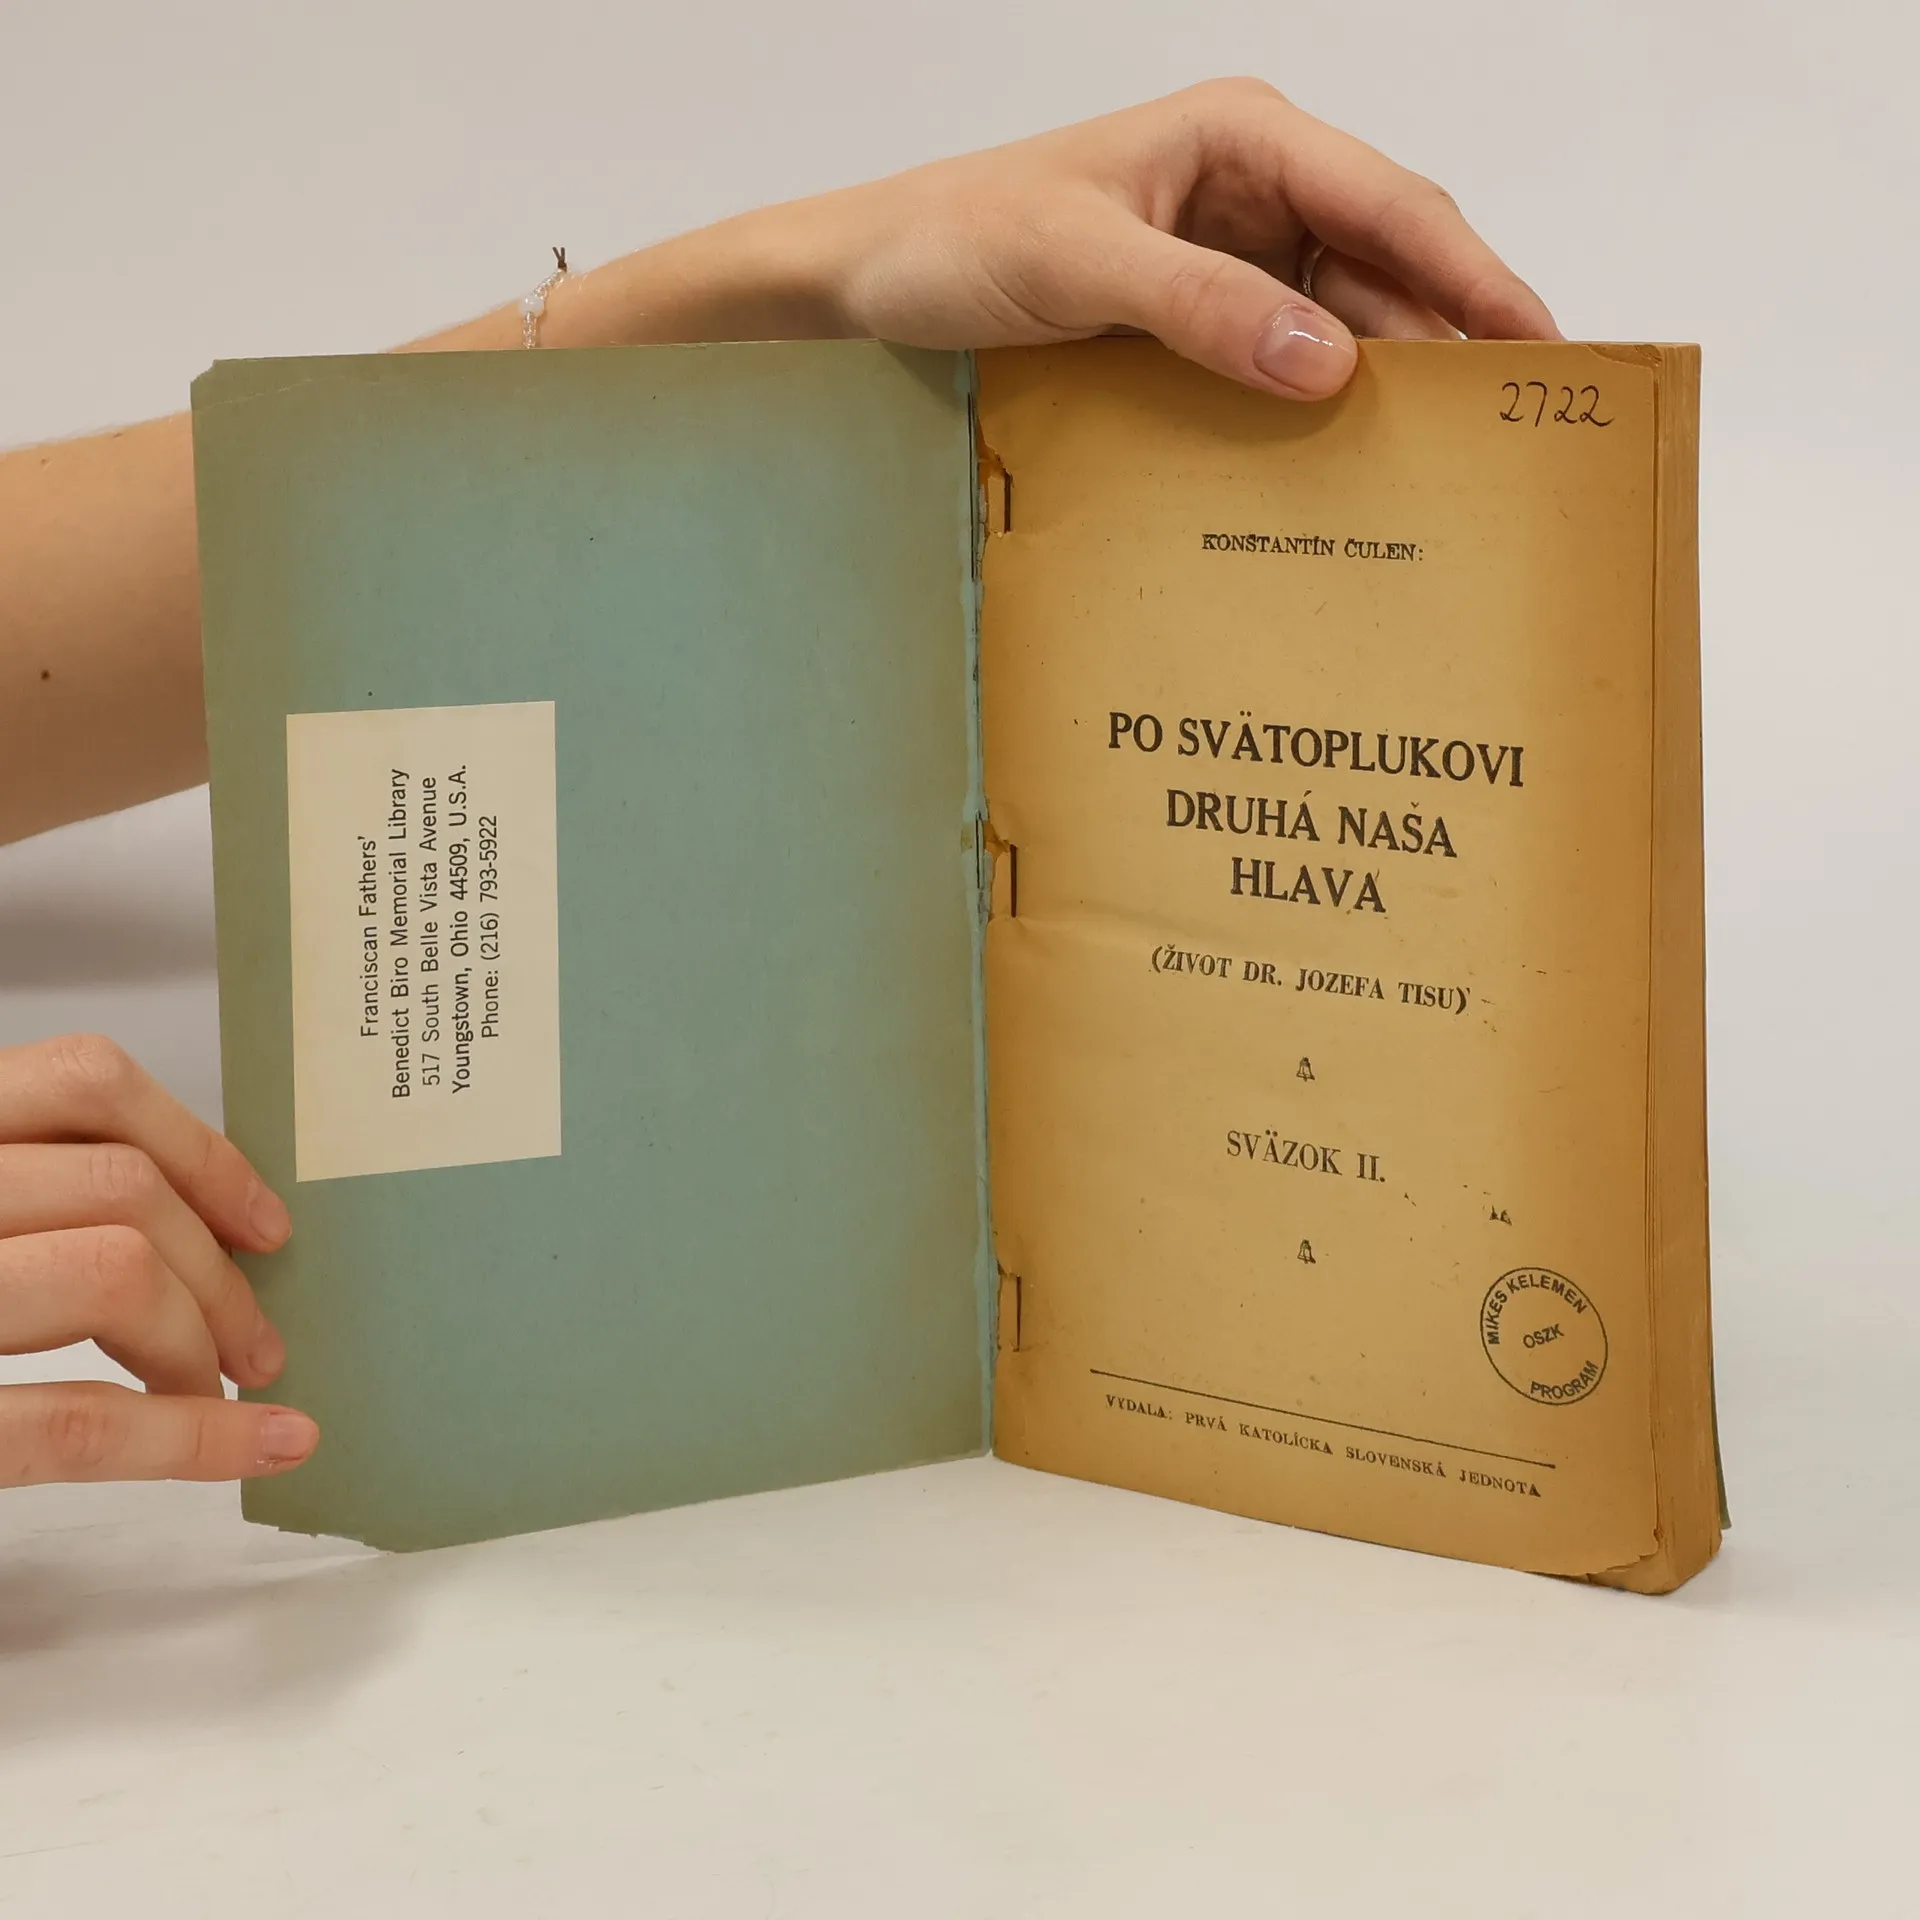 Franciscan Fathers'
Benedict Biro Memorial Library
517 South Belle Vista Avenue
Youngstown, Ohio 44509, U.S.A.
Phone: (216) 793-5922
2722
KONŠTANTÍN ČULEN:
PO SVÄTOPLUKOVI
DRUHÁ NAŠA
HLAVA
(ŽIVOT DR. JOZEFA TISU)
SVÄZOK II.
MIKES KELEMEN
OSZK
PROGRAM
VYDALA: PRVÁ KATOLÍCKA SLOVENSKÁ JEDNOTA